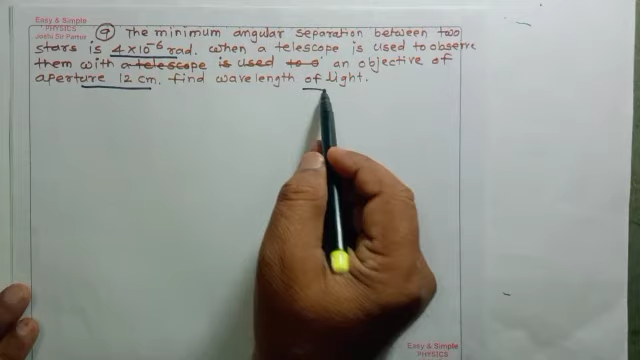 Easy & Simple
PHYSICS
Joshi Sir Parner
9 The minimum angular separation between two
stars is 4×10⁻⁶ rad. when a telescope is used to observe
them with a telescope is used to o an objective of
aperture 12 cm. find wavelength of light.
Easy & Simple
PHYSICS